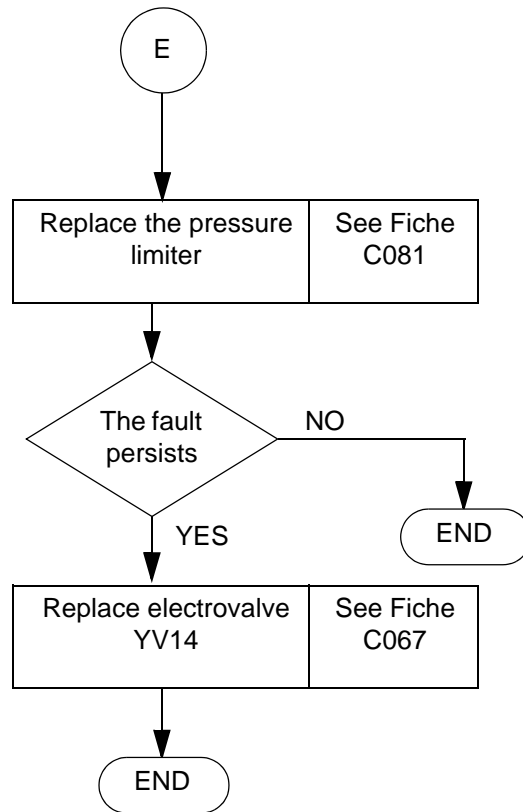 E
Replace the pressure
limiter
See Fiche
C081
The fault
persists
NO
END
YES
Replace electrovalve
YV14
See Fiche
C067
END